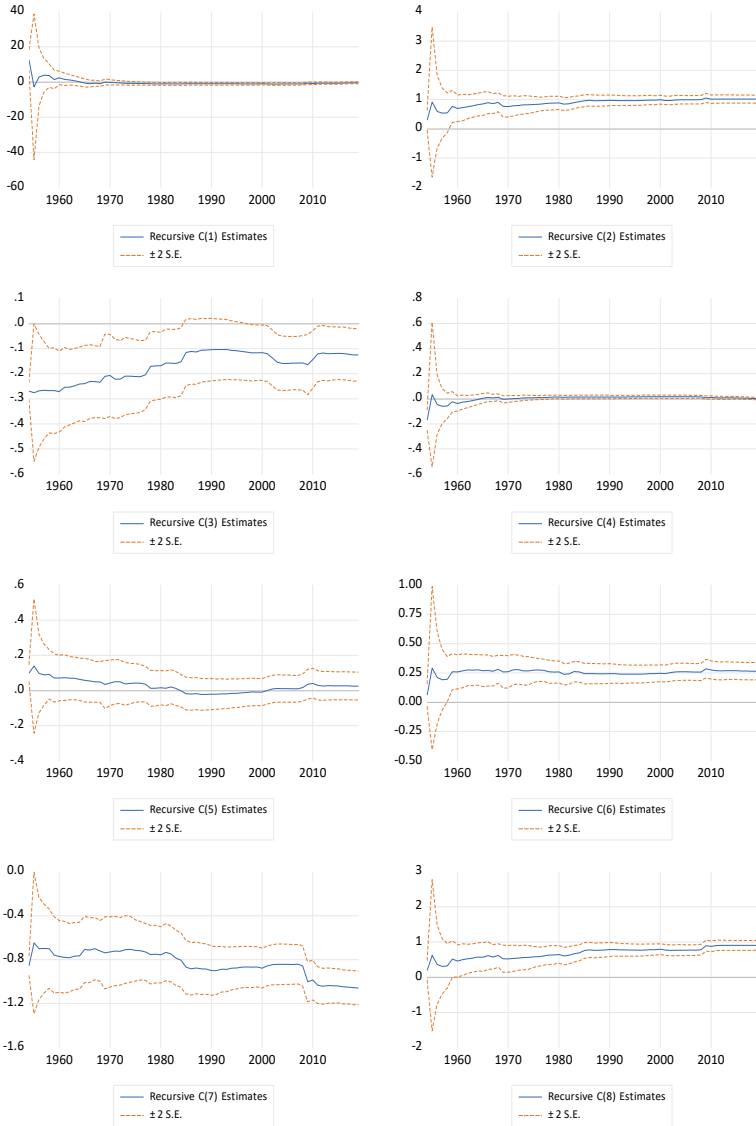 40
20
0
-20
-40
-60
1960 1970 1980 1990 2000 2010
Recursive C(1) Estimates
± 2 S.E.
4
3
2
1
0
-1
-2
1960 1970 1980 1990 2000 2010
Recursive C(2) Estimates
± 2 S.E.
.1
.0
-.1
-.2
-.3
-.4
-.5
-.6
1960 1970 1980 1990 2000 2010
Recursive C(3) Estimates
± 2 S.E.
.8
.6
.4
.2
.0
-.2
-.4
-.6
1960 1970 1980 1990 2000 2010
Recursive C(4) Estimates
± 2 S.E.
.6
.4
.2
.0
-.2
-.4
1960 1970 1980 1990 2000 2010
Recursive C(5) Estimates
± 2 S.E.
1.00
0.75
0.50
0.25
0.00
-0.25
-0.50
1960 1970 1980 1990 2000 2010
Recursive C(6) Estimates
± 2 S.E.
0.0
-0.4
-0.8
-1.2
-1.6
1960 1970 1980 1990 2000 2010
Recursive C(7) Estimates
± 2 S.E.
3
2
1
0
-1
-2
1960 1970 1980 1990 2000 2010
Recursive C(8) Estimates
± 2 S.E.